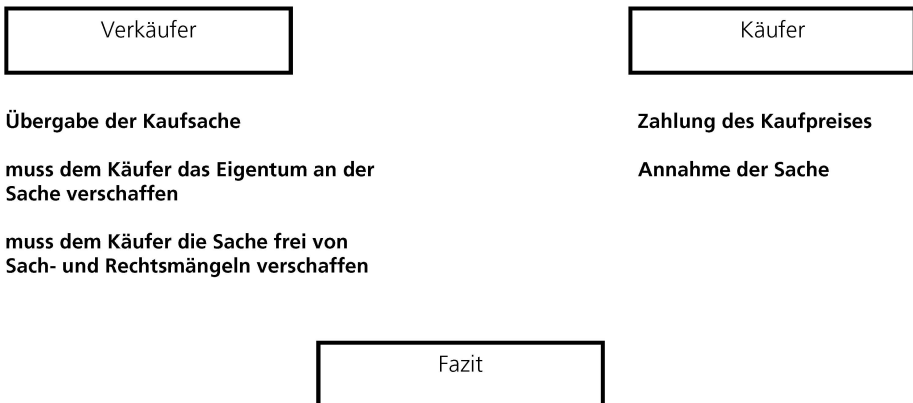 Verkäufer
Käufer
Übergabe der Kaufsache
muss dem Käufer das Eigentum an der
Sache verschaffen
muss dem Käufer die Sache frei von
Sach- und Rechtsmängeln verschaffen
Zahlung des Kaufpreises
Annahme der Sache
Fazit